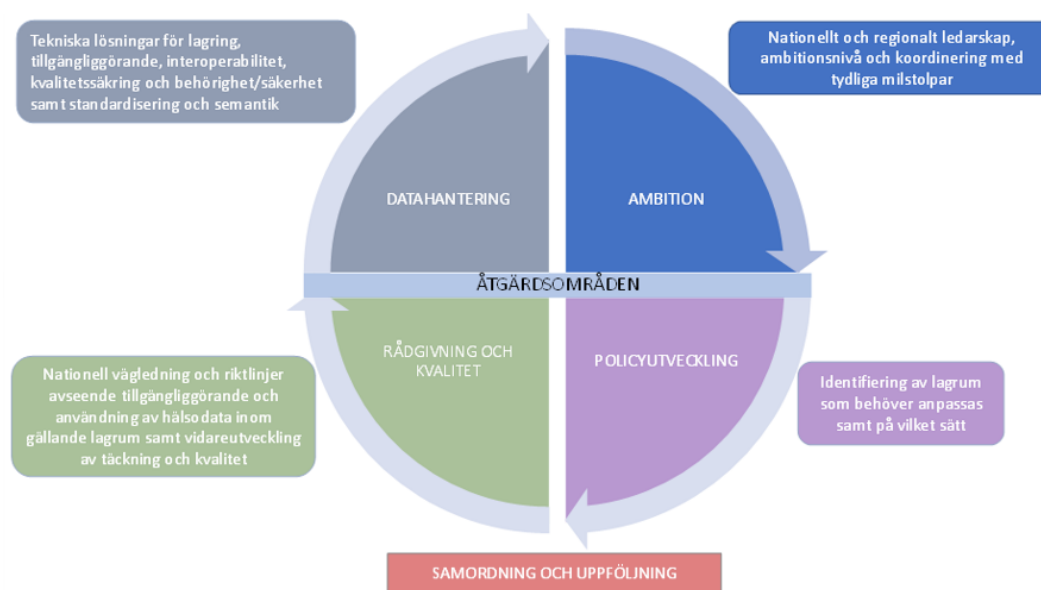 Tekniska lösningar för lagring,
tillgängliggörande, interoperabilitet,
kvalitetssäkring och behörighet/säkerhet
samt standardisering och semantik
Nationellt och regionalt ledarskap,
ambitionsnivå och koordinering med
tydliga milstolpar
DATAHANTERING
AMBITION
ÅTGÄRDSOMRÅDEN
RÅDGIVNING OCH
KVALITET
POLICYUTVECKLING
Nationell vägledning och riktlinjer
avseende tillgängliggörande och
användning av hälsodata inom
gällande lagrum samt vidareutveckling
av täckning och kvalitet
Identifiering av lagrum
som behöver anpassas
samt på vilket sätt
SAMORDNING OCH UPPFÖLJNING